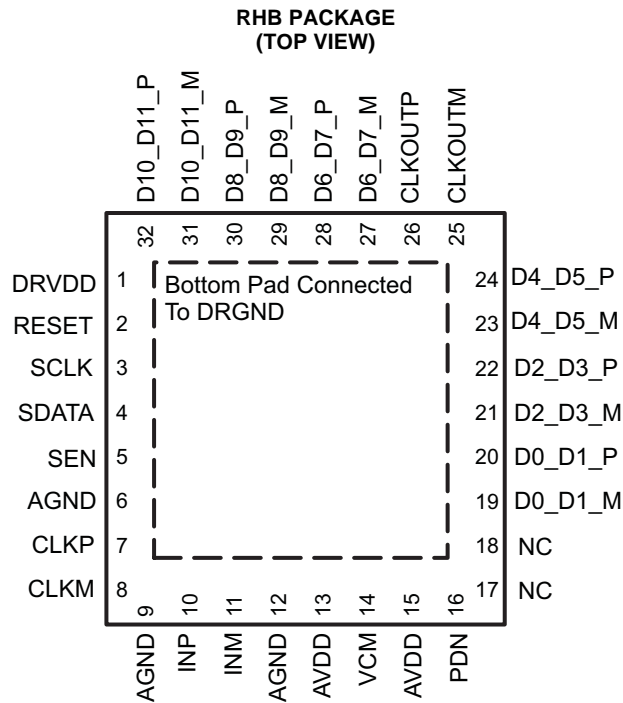 RHB PACKAGE
(TOP VIEW)
D10_D11_P
D10_D11_M
D8_D9_P
D8_D9_M
D6_D7_P
D6_D7_M
CLKOUTP
CLKOUTM
32
31
30
29
28
27
26
25
DRVDD 1
RESET 2
SCLK 3
SDATA 4
SEN 5
AGND 6
CLKP 7
CLKM 8
Bottom Pad Connected
To DRGND
24 D4_D5_P
23 D4_D5_M
22 D2_D3_P
21 D2_D3_M
20 D0_D1_P
19 D0_D1_M
18 NC
17 NC
9
10
11
12
13
14
15
16
AGND
INP
INM
AGND
AVDD
VCM
AVDD
PDN